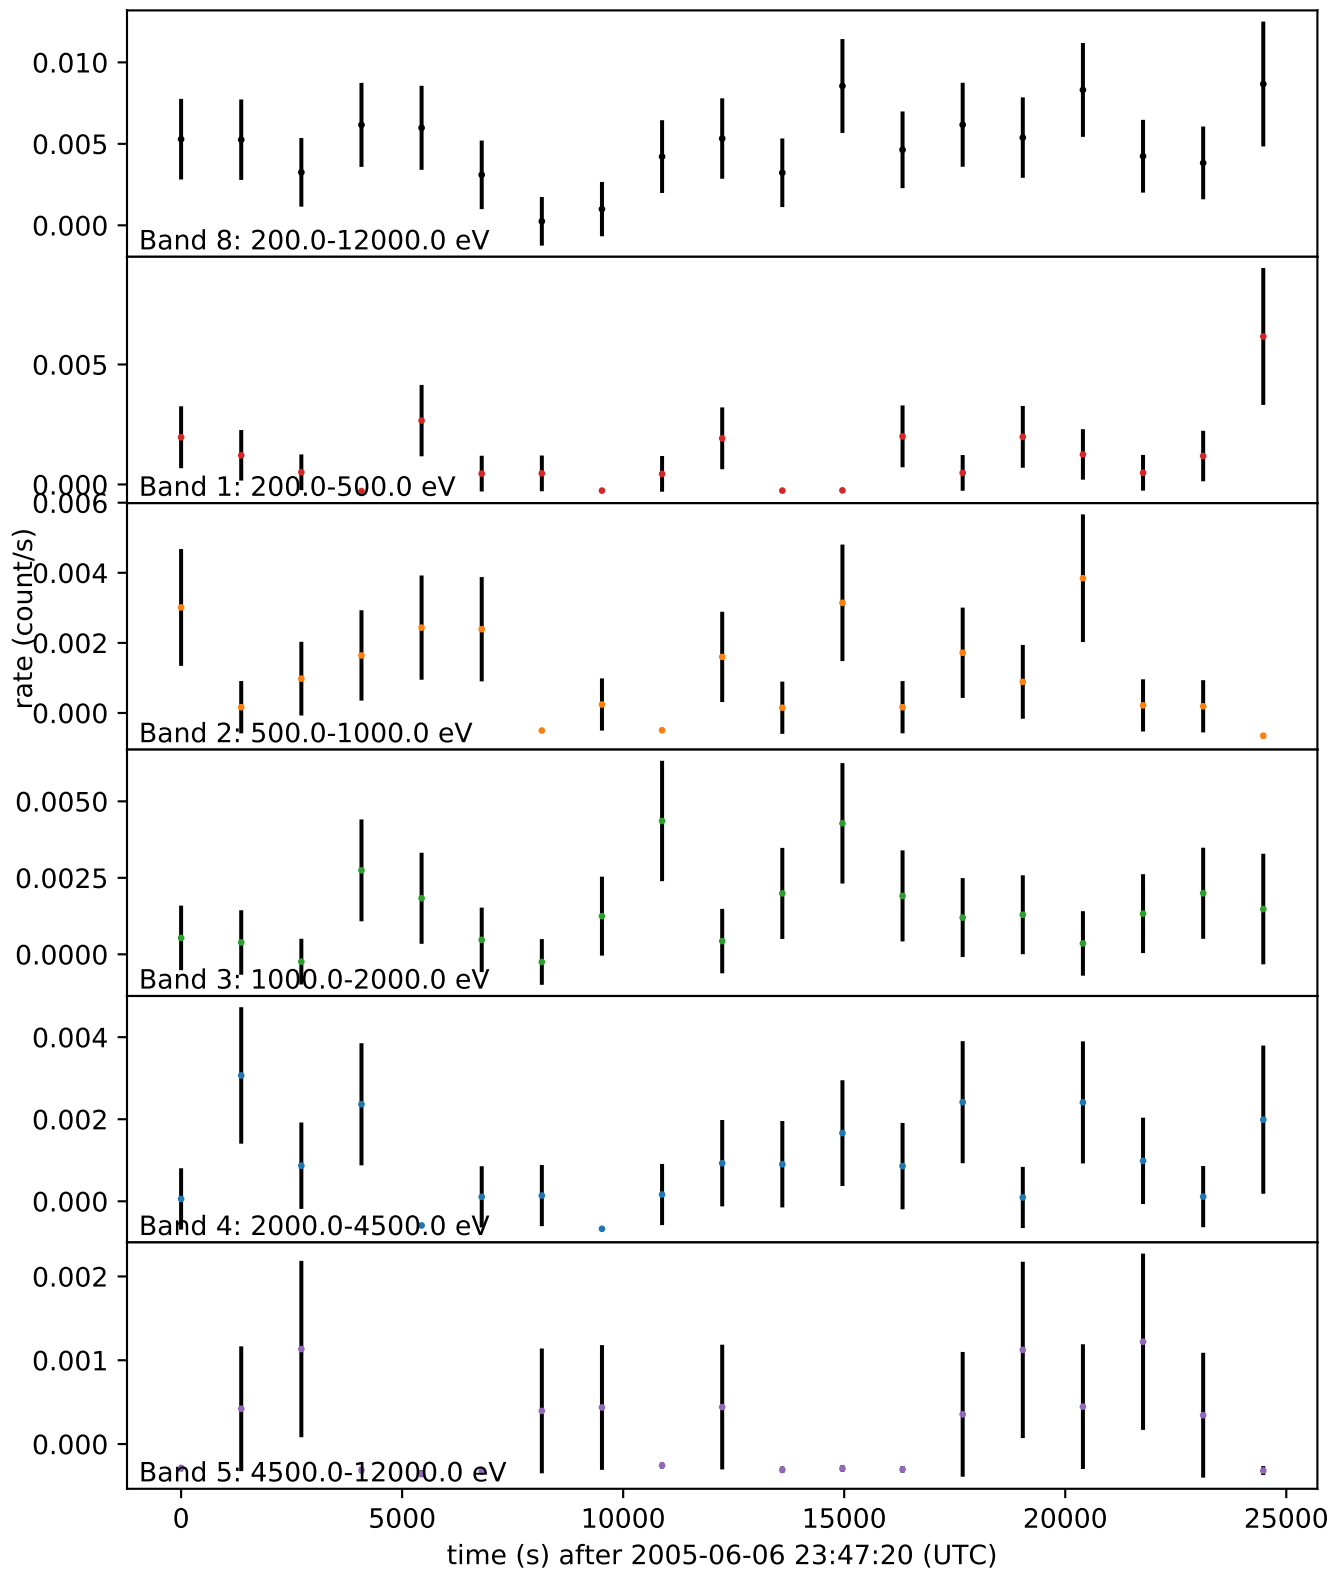 0.010
0.005
0.000
Band 8: 200.0-12000.0 eV
0.005
0.000
Band 1: 200.0-500.0 eV
0.006
0.004
0.002
0.000
Band 2: 500.0-1000.0 eV
rate (count/s)
0.0050
0.0025
0.0000
Band 3: 1000.0-2000.0 eV
0.004
0.002
0.000
Band 4: 2000.0-4500.0 eV
0.002
0.001
0.000
Band 5: 4500.0-12000.0 eV
0 5000 10000 15000 20000 25000
time (s) after 2005-06-06 23:47:20 (UTC)